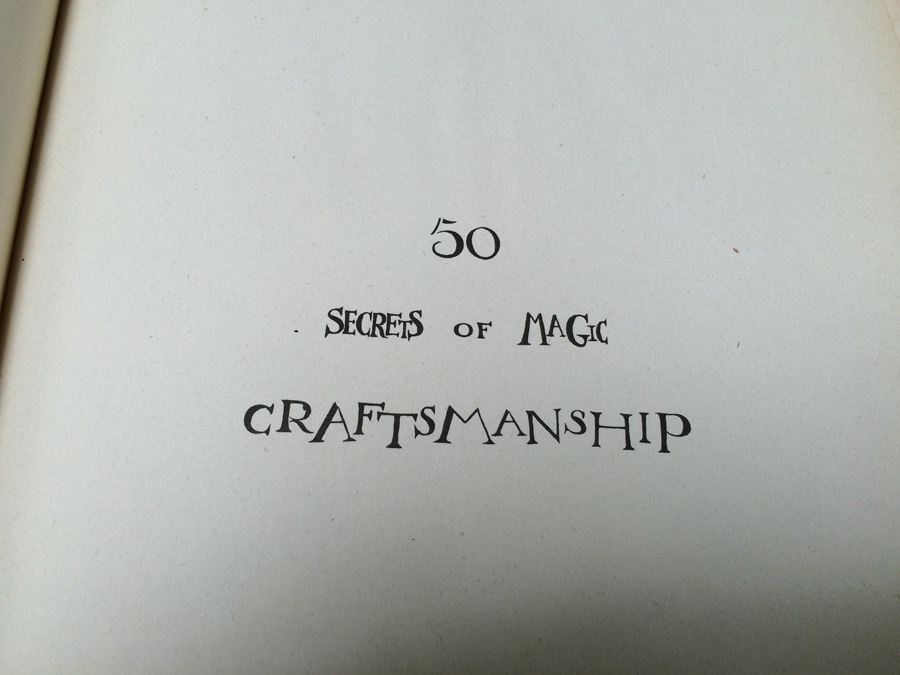 50
SECRETS OF MAGIC
CRAFTSMANSHIP